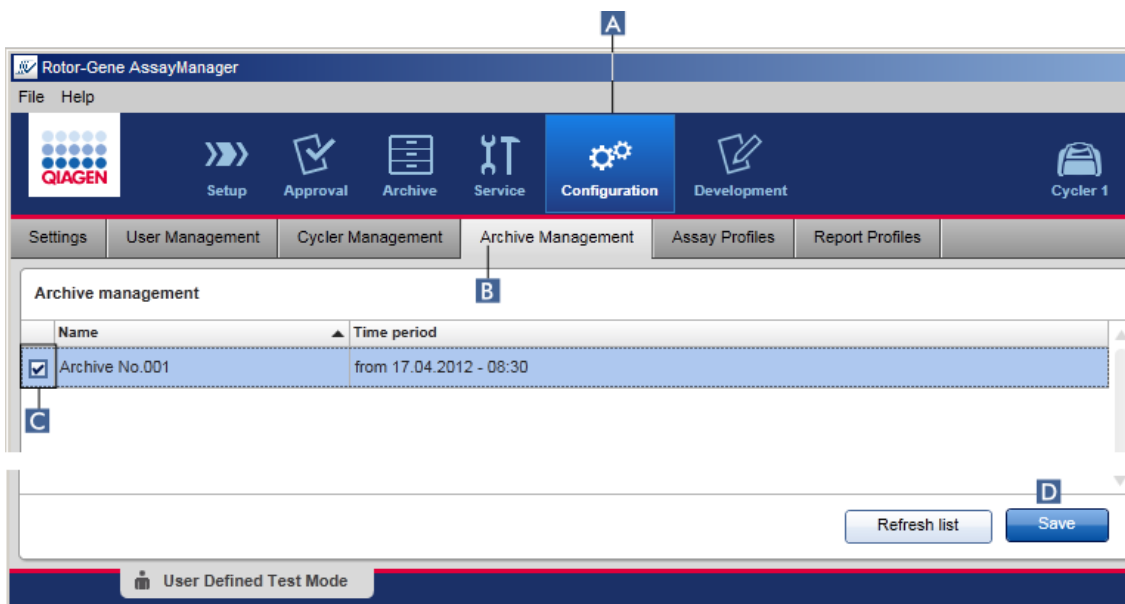 A
Rotor-Gene AssayManager
File Help
QIAGEN
Setup Approval Archive Service Configuration Development Cycler 1
Settings User Management Cycler Management Archive Management Assay Profiles Report Profiles
Archive management
B
Name Time period
Archive No.001 from 17.04.2012 - 08:30
C
D
Refresh list Save
User Defined Test Mode